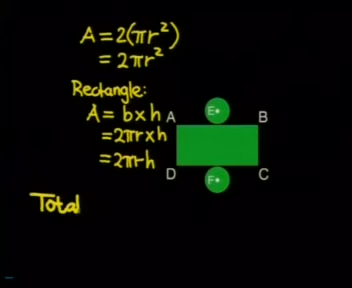 A = 2(πr²)
= 2πr²
Rectangle:
A = b × h
= 2πr × h
= 2πrh
Total
A
E
B
D
F
C